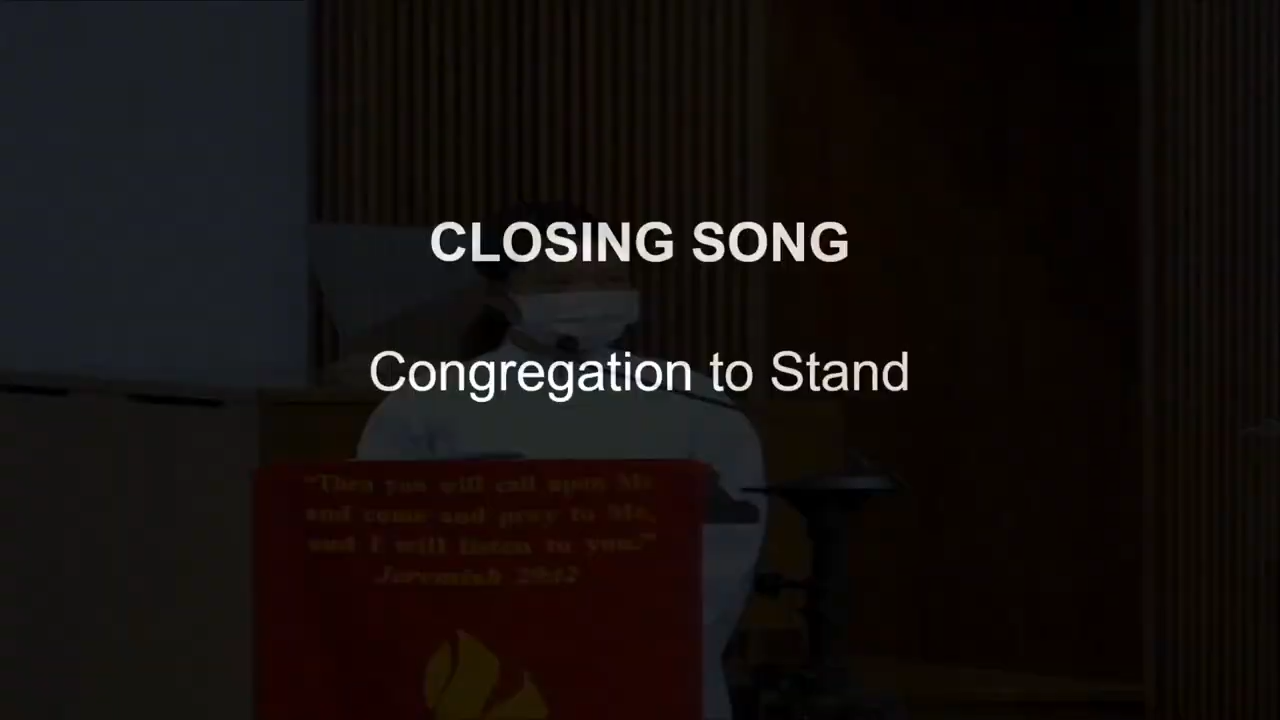 CLOSING SONG
Congregation to Stand
"Then you will call upon Me
and come and pray to Me,
and I will listen to you."
Jeremiah 29:12